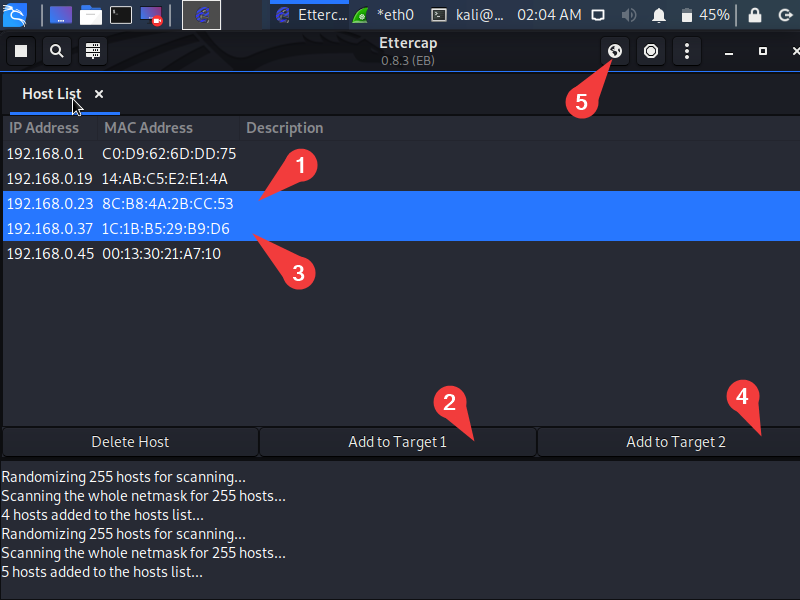 Etterc...
*eth0
kali@...
02:04 AM
45%
Ettercap
0.8.3 (EB)
5
Host List ×
IP Address MAC Address Description
192.168.0.1 C0:D9:62:6D:DD:75
1
192.168.0.19 14:AB:C5:E2:E1:4A
192.168.0.23 8C:B8:4A:2B:CC:53
192.168.0.37 1C:1B:B5:29:B9:D6
192.168.0.45 00:13:30:21:A7:10
3
2
4
Delete Host
Add to Target 1
Add to Target 2
Randomizing 255 hosts for scanning...
Scanning the whole netmask for 255 hosts...
4 hosts added to the hosts list...
Randomizing 255 hosts for scanning...
Scanning the whole netmask for 255 hosts...
5 hosts added to the hosts list...